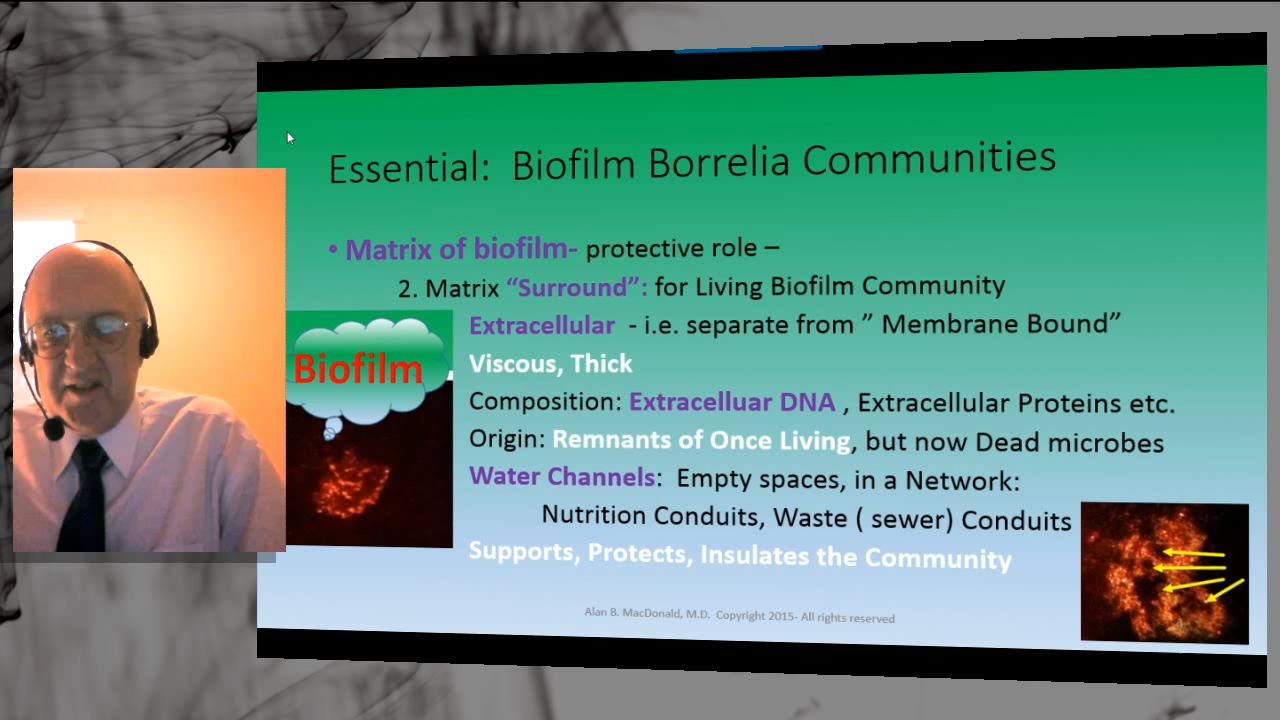 Essential: Biofilm Borrelia Communities
• Matrix of biofilm- protective role –
2. Matrix “Surround”: for Living Biofilm Community
Extracellular - i.e. separate from ” Membrane Bound”
Biofilm
Viscous, Thick
Composition: Extracelluar DNA , Extracellular Proteins etc.
Origin: Remnants of Once Living, but now Dead microbes
Water Channels: Empty spaces, in a Network:
Nutrition Conduits, Waste ( sewer) Conduits
Supports, Protects, Insulates the Community
Alan B. MacDonald, M.D. Copyright 2015- All rights reserved